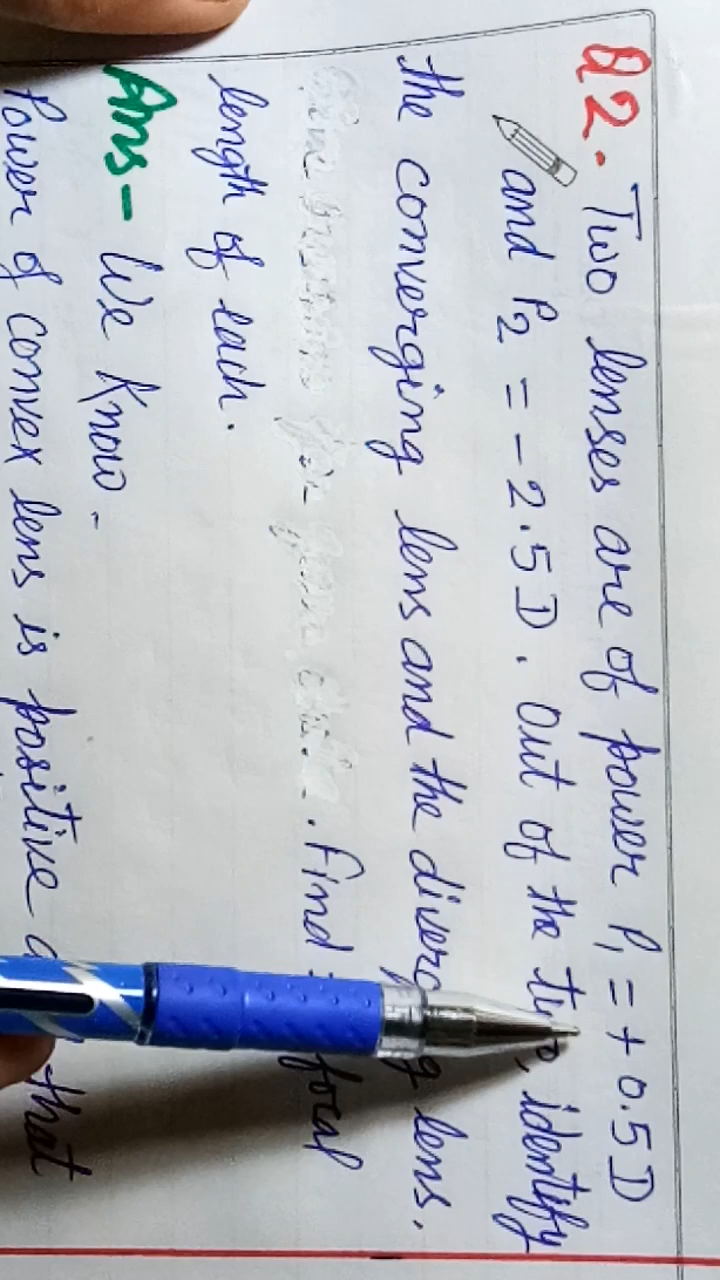 Q2. Two lenses are of power P₁ = + 0.5D
and P₂ = - 2.5D. Out of the two, identify
the converging lens and the diverging lens.
. Find focal
length of each.
Ans- We Know-
Power of convex lens is positive that